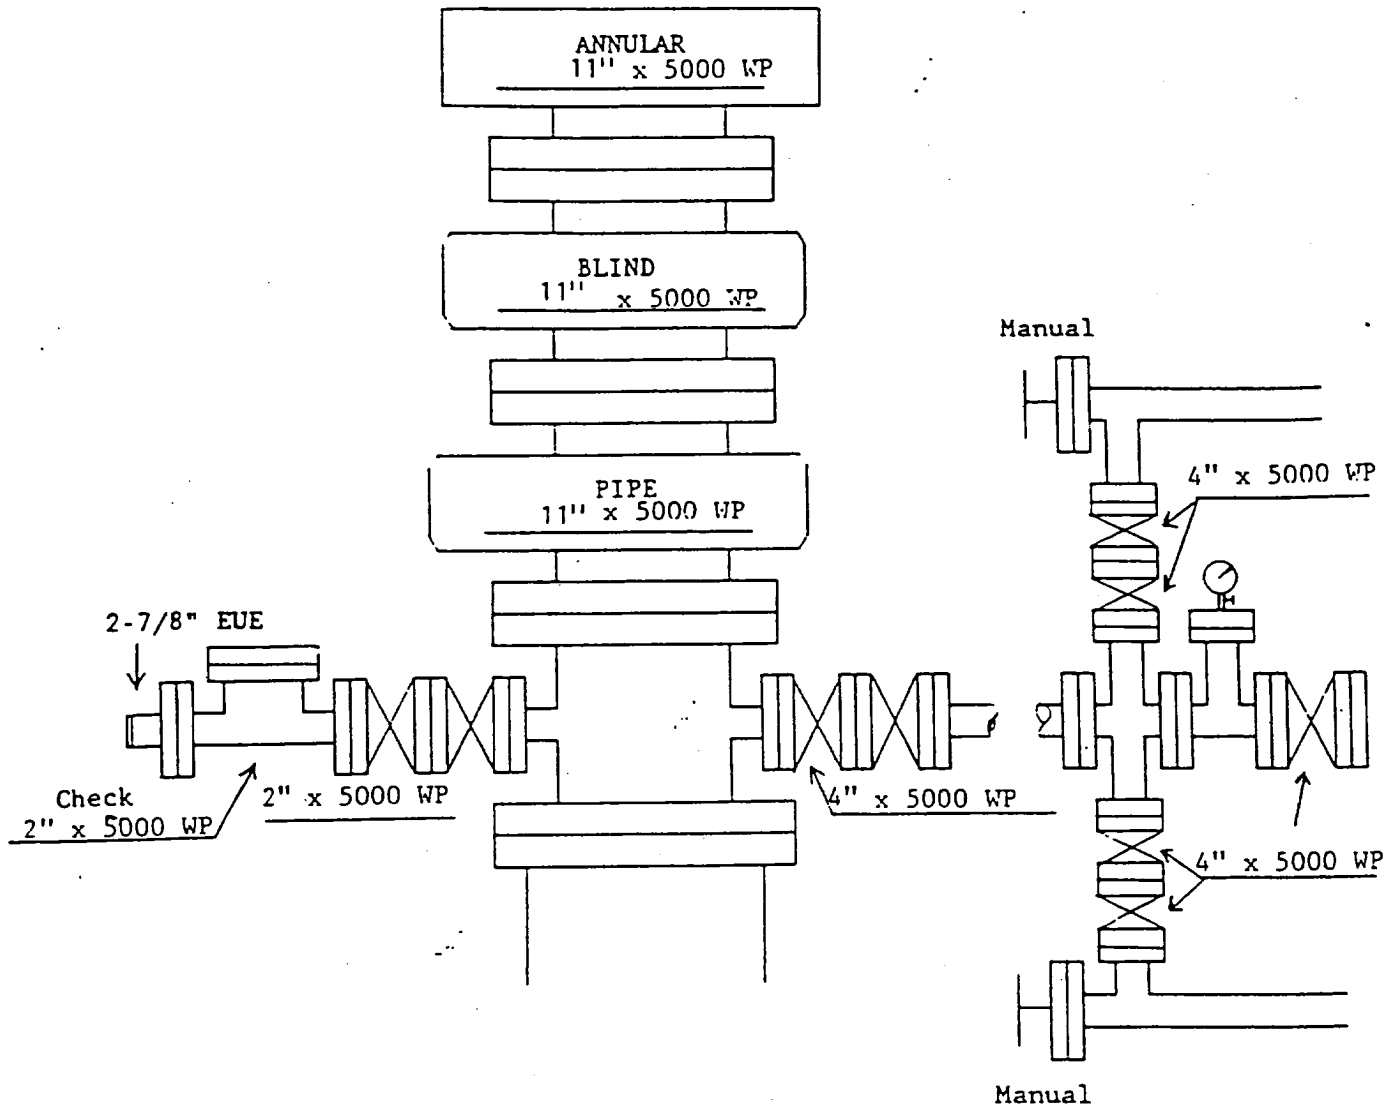 ANNULAR
11" x 5000 WP
BLIND
11" x 5000 WP
Manual
PIPE
11" x 5000 WP
4" x 5000 WP
2-7/8" EUE
Check
2" x 5000 WP
2" x 5000 WP
4" x 5000 WP
4" x 5000 WP
Manual